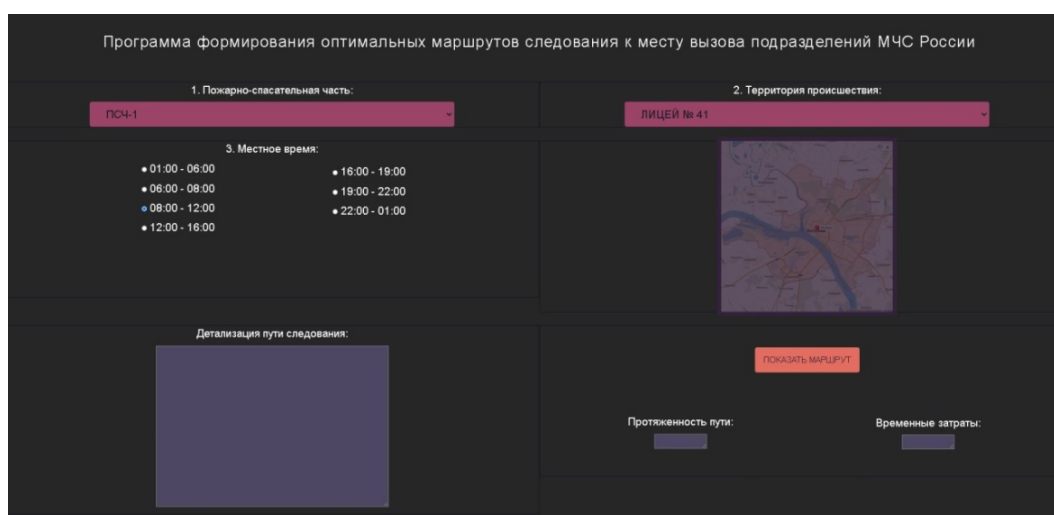 Программа формирования оптимальных маршрутов следования к месту вызова подразделений МЧС России
1. Пожарно-спасательная часть:
ПСЧ-1
2. Территория происшествия:
ЛИЦЕЙ № 41
3. Местное время:
01:00 - 06:00
06:00 - 08:00
08:00 - 12:00
12:00 - 16:00
16:00 - 19:00
19:00 - 22:00
22:00 - 01:00
Детализация пути следования:
ПОКАЗАТЬ МАРШРУТ
Протяженность пути:
Временные затраты: